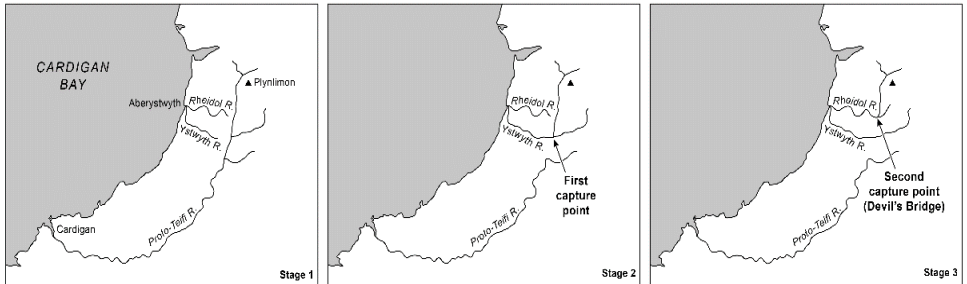 CARDIGAN
BAY
Plynlimon
Aberystwyth
Rheidol R.
Ystwyth R.
Cardigan
Proto-Teifi R.
Stage 1
Rheidol R.
Ystwyth R.
First
capture
point
Proto-Teifi R.
Stage 2
Rheidol R.
Ystwyth R.
Second
capture point
(Devil's Bridge)
Proto-Teifi R.
Stage 3